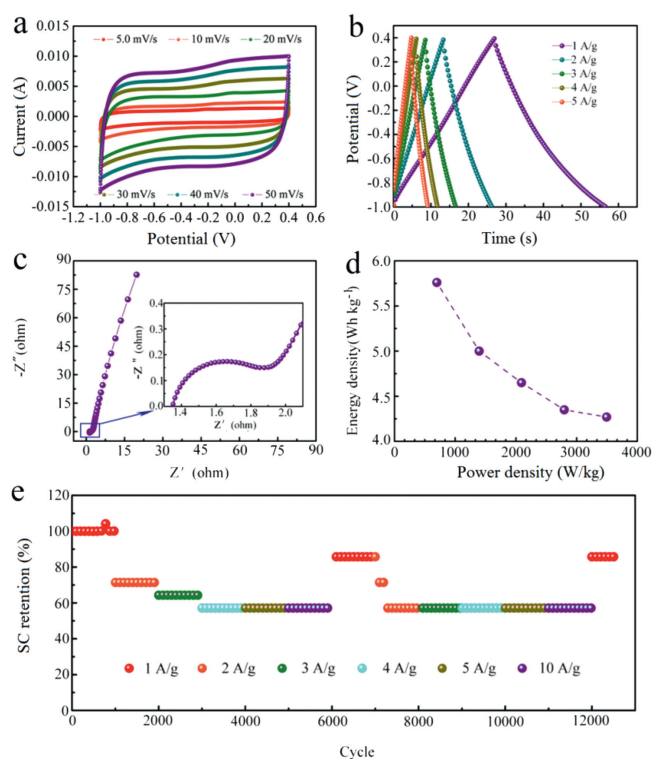 a
5.0 mV/s 10 mV/s 20 mV/s
30 mV/s 40 mV/s 50 mV/s
Current (A)
0.015
0.010
0.005
0.000
-0.005
-0.010
-0.015
-1.2 -1.0 -0.8 -0.6 -0.4 -0.2 0.0 0.2 0.4 0.6
Potential (V)
b
1 A/g
2 A/g
3 A/g
4 A/g
5 A/g
Potential (V)
0.4
0.0
-0.4
-0.8
-1.0
0 10 20 30 40 50 60
Time (s)
c
-Z″(ohm)
90
75
60
45
30
15
0
0 15 30 45 60 75 90
Z′ (ohm)
-Z″ (ohm)
0.4
0.3
0.2
0.1
0.0
1.4 1.6 1.8 2.0
Z′ (ohm)
d
Energy density(Wh kg⁻¹)
6.0
5.5
5.0
4.5
4.0
0 1000 2000 3000 4000
Power density (W/kg)
e
SC retention (%)
120
100
80
60
40
20
0
1 A/g 2 A/g 3 A/g 4 A/g 5 A/g 10 A/g
0 2000 4000 6000 8000 10000 12000
Cycle